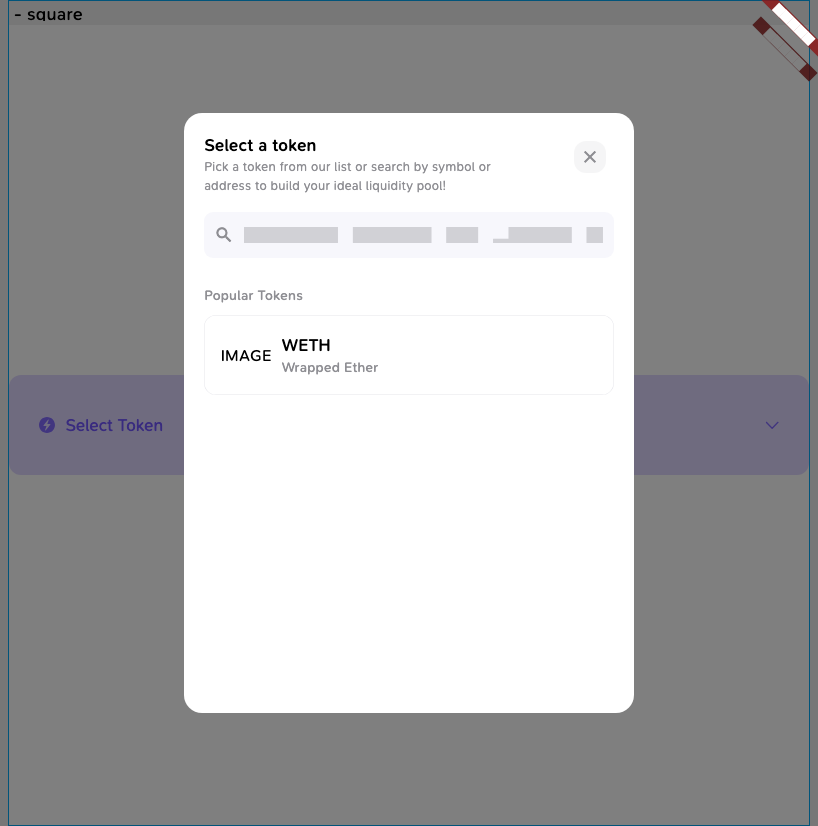 - square
Select a token
Pick a token from our list or search by symbol or
address to build your ideal liquidity pool!
Popular Tokens
IMAGE
WETH
Wrapped Ether
Select Token